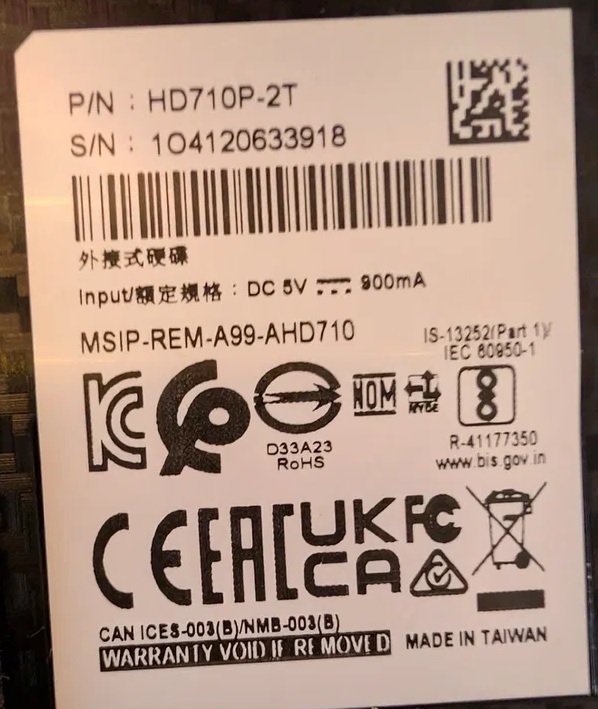 P/N : HD710P-2T
S/N : 1O4120633918
外接式硬碟
Input/額定規格 : DC 5V ⎓ 900mA
MSIP-REM-A99-AHD710
IS-13252(Part 1)/
IEC 60950-1
NOM
NYCE
D33A23
RoHS
R-41177350
www.bis.gov.in
CE EAC UK
CA FC
CAN ICES-003(B)/NMB-003(B)
WARRANTY VOID IF REMOVED
MADE IN TAIWAN